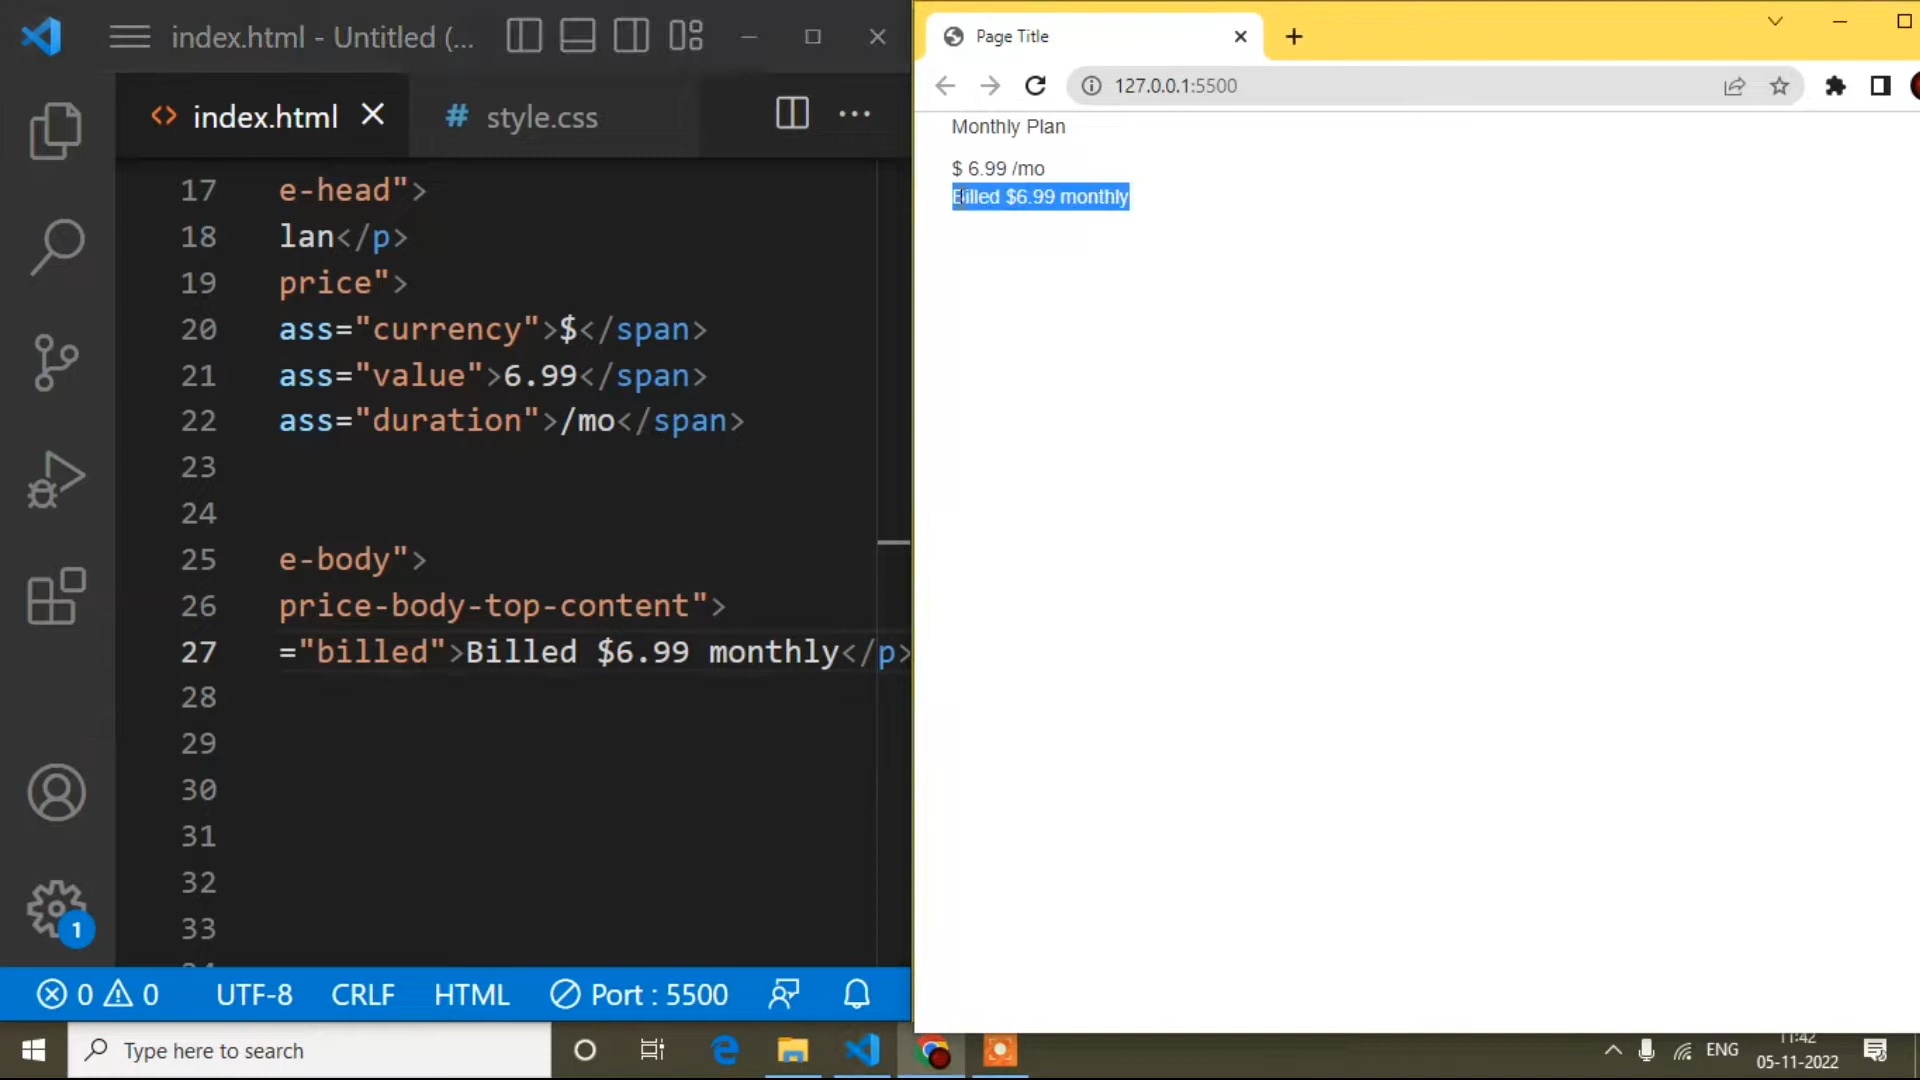 index.html - Untitled (...
index.html
# style.css
17 e-head">
18 lan</p>
19 price">
20 ass="currency">$</span>
21 ass="value">6.99</span>
22 ass="duration">/mo</span>
23
24
25 e-body">
26 price-body-top-content">
27 ="billed">Billed $6.99 monthly</p>
28
29
30
31
32
33
1
0 0 UTF-8 CRLF HTML Port : 5500
Page Title
127.0.0.1:5500
Monthly Plan
$ 6.99 /mo
Billed $6.99 monthly
Type here to search
ENG
11:42
05-11-2022